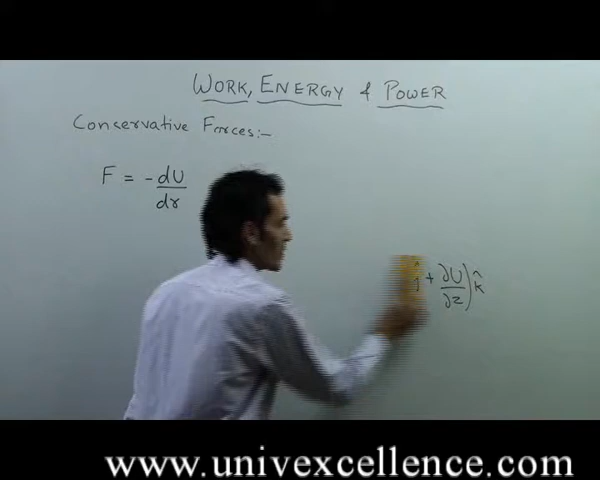 WORK, ENERGY & POWER
Conservative Forces:-
F = - dU/dr
ĵ + ∂U/∂z) k̂
www.univexcellence.com